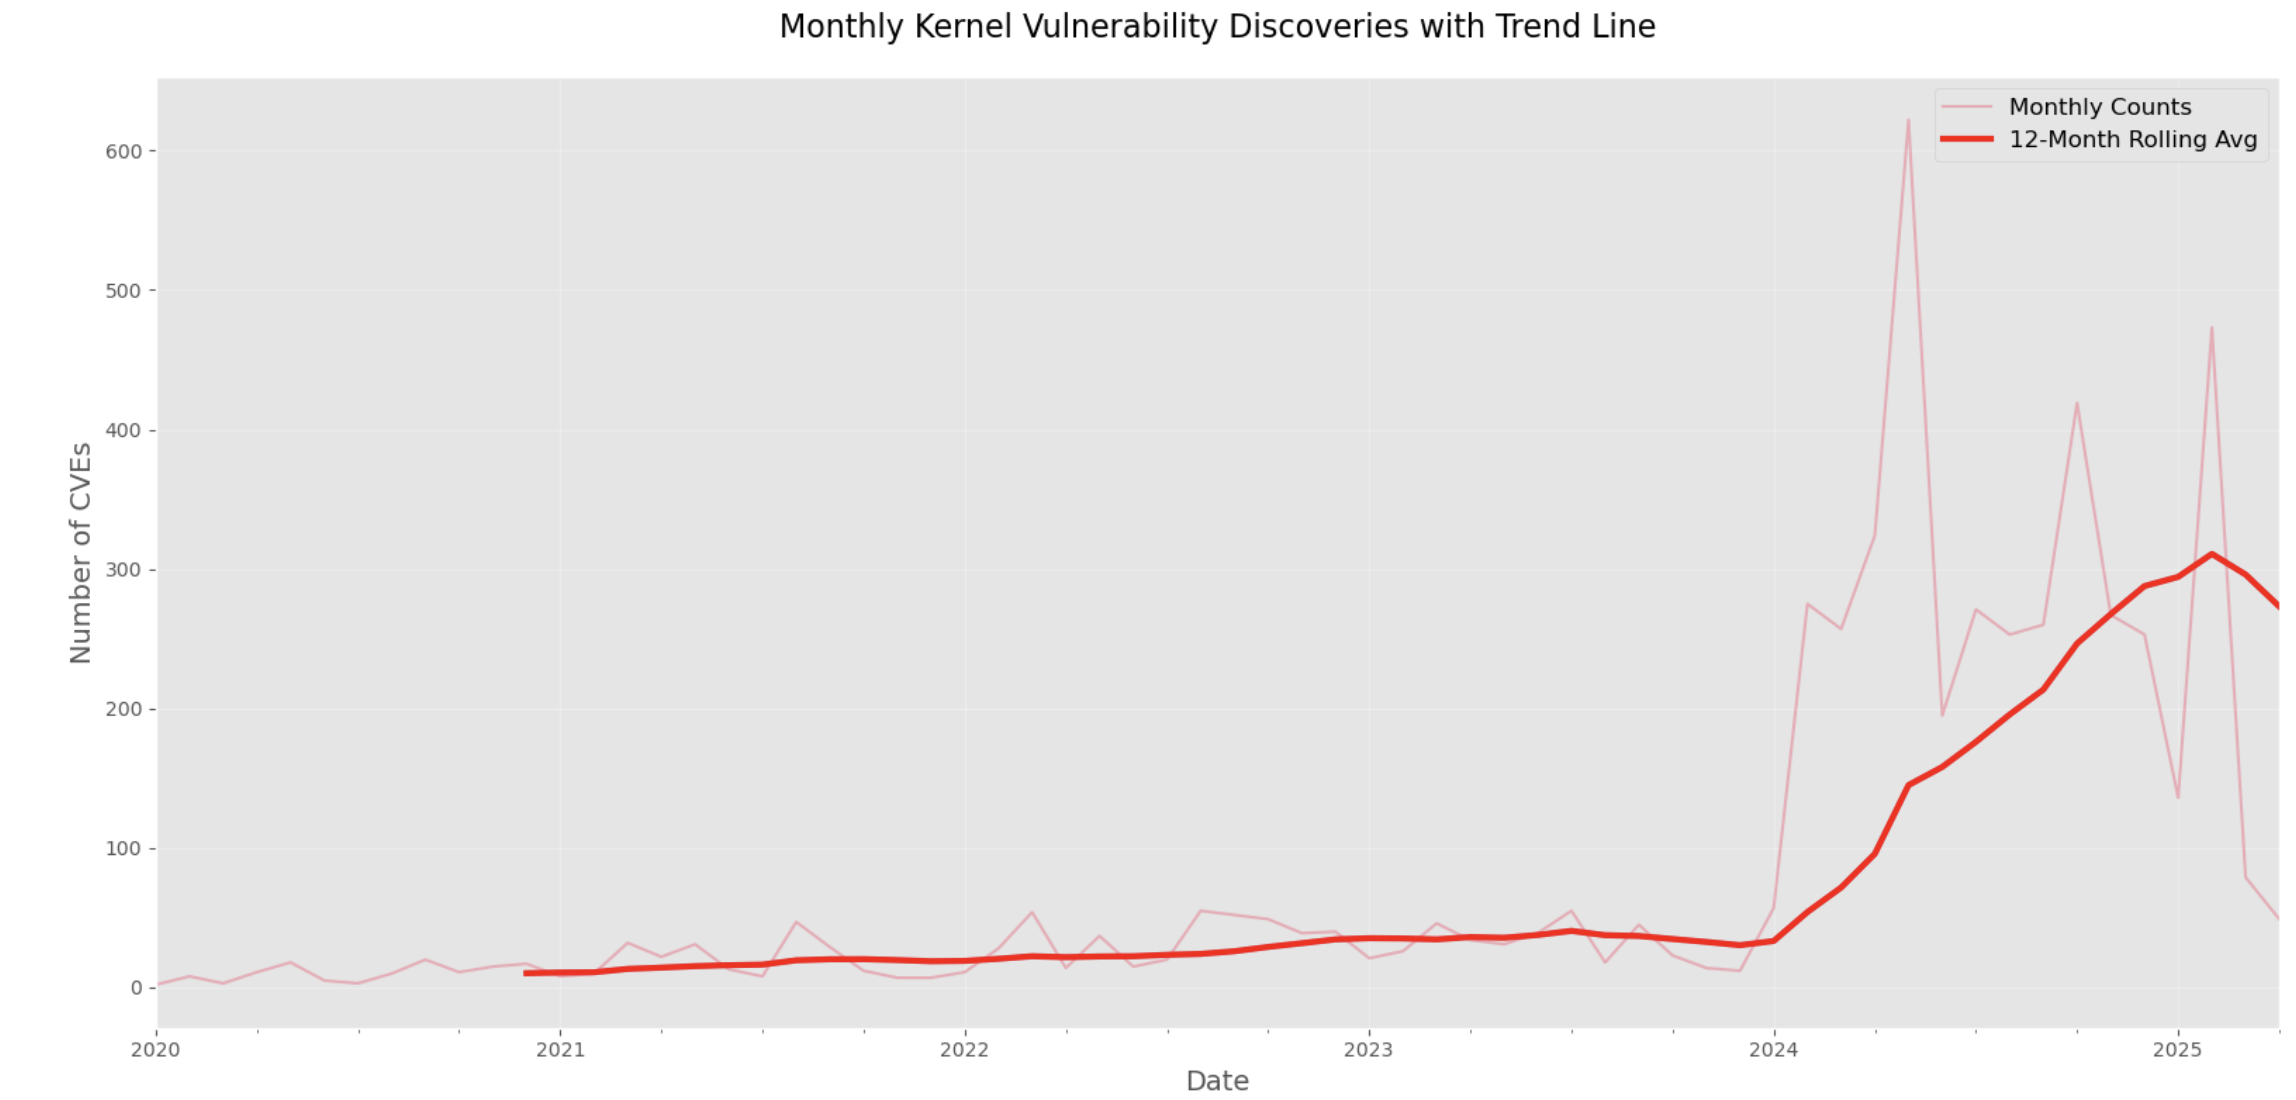 Monthly Kernel Vulnerability Discoveries with Trend Line
Monthly Counts
12-Month Rolling Avg
Number of CVEs
600
500
400
300
200
100
0
2020
2021
2022
2023
2024
2025
Date